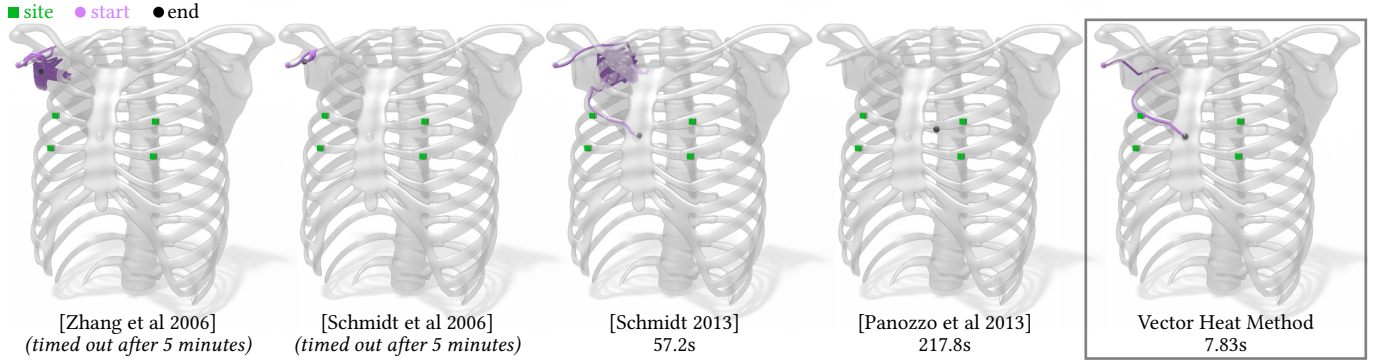 site start end
[Zhang et al 2006] [Schmidt et al 2006] [Schmidt 2013] [Panozzo et al 2013] Vector Heat Method
(timed out after 5 minutes) (timed out after 5 minutes) 57.2s 217.8s 7.83s